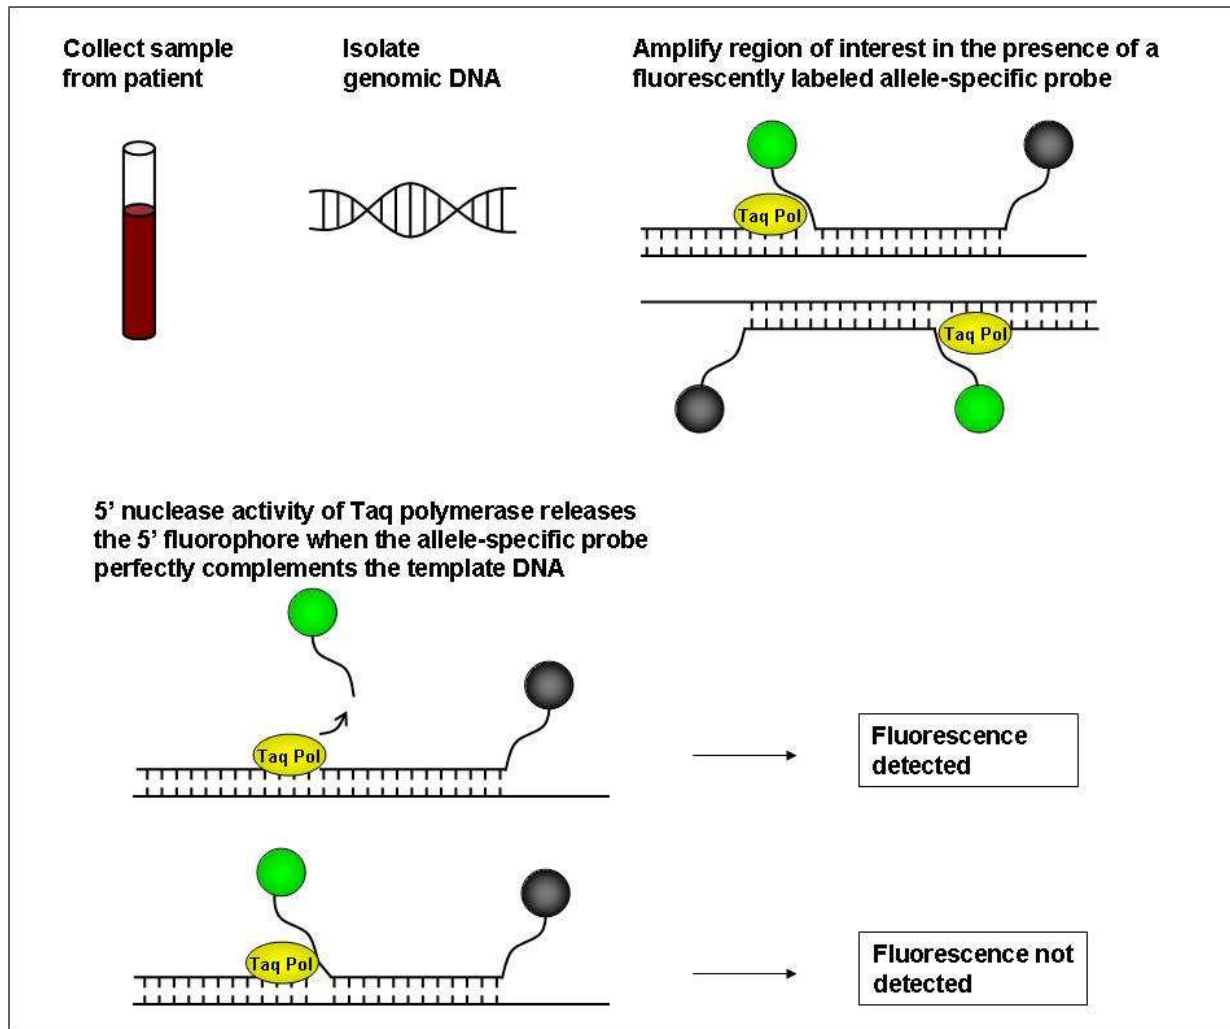 Collect sample
from patient
Isolate
genomic DNA
Amplify region of interest in the presence of a
fluorescently labeled allele-specific probe
Taq Pol
Taq Pol
5’ nuclease activity of Taq polymerase releases
the 5’ fluorophore when the allele-specific probe
perfectly complements the template DNA
Taq Pol
Fluorescence
detected
Taq Pol
Fluorescence not
detected